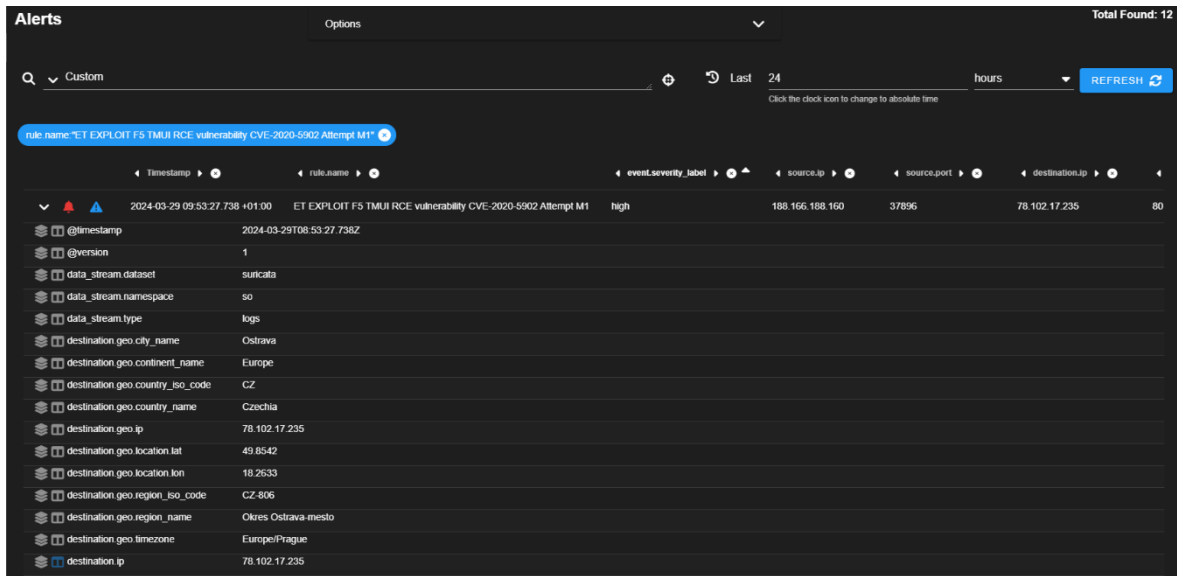 Alerts
Options
Total Found: 12
Custom
Last 24 hours
REFRESH
Click the clock icon to change to absolute time
rule.name:"ET EXPLOIT F5 TMUI RCE vulnerability CVE-2020-5902 Attempt M1"
Timestamp rule.name event.severity_label source.ip source.port destination.ip
2024-03-29 09:53:27.738 +01:00 ET EXPLOIT F5 TMUI RCE vulnerability CVE-2020-5902 Attempt M1 high 188.166.188.160 37896 78.102.17.235 80
@timestamp 2024-03-29T08:53:27.738Z
@version 1
data_stream.dataset suricata
data_stream.namespace so
data_stream.type logs
destination.geo.city_name Ostrava
destination.geo.continent_name Europe
destination.geo.country_iso_code CZ
destination.geo.country_name Czechia
destination.geo.ip 78.102.17.235
destination.geo.location.lat 49.8542
destination.geo.location.lon 18.2633
destination.geo.region_iso_code CZ-806
destination.geo.region_name Okres Ostrava-mesto
destination.geo.timezone Europe/Prague
destination.ip 78.102.17.235